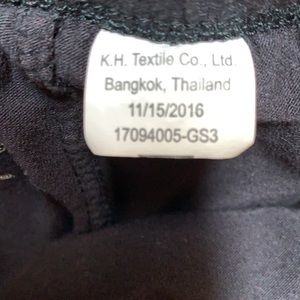 K.H. Textile Co., Ltd.
Bangkok, Thailand
11/15/2016
17094005-GS3